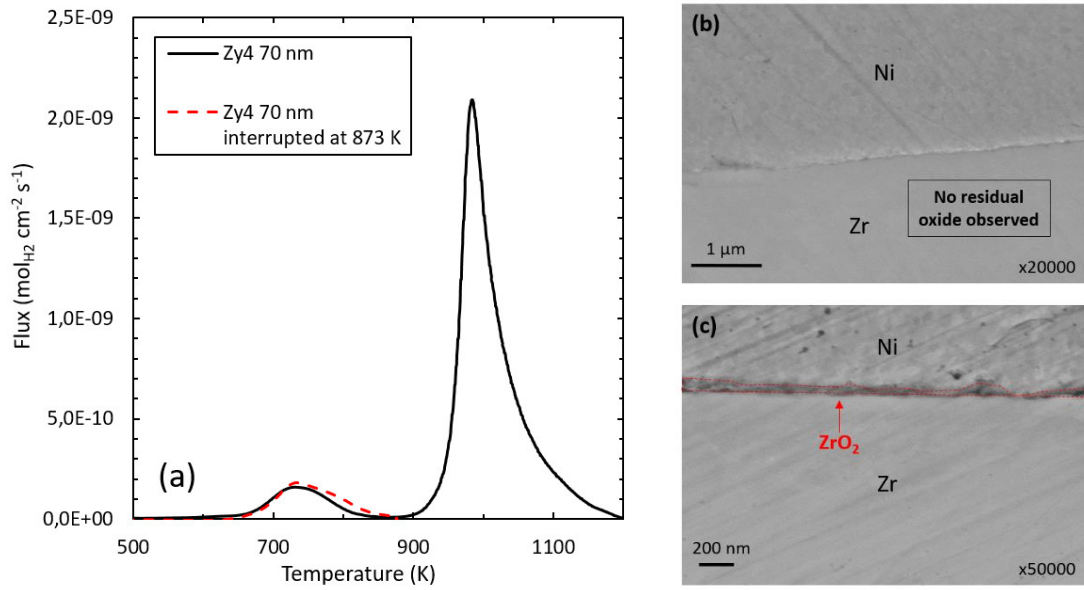 2,5E-09
2,0E-09
1,5E-09
1,0E-09
5,0E-10
0,0E+00
Flux (mol_H2 cm⁻² s⁻¹)
Zy4 70 nm
Zy4 70 nm
interrupted at 873 K
(a)
500
700
900
1100
Temperature (K)
(b)
Ni
No residual
oxide observed
Zr
1 µm
x20000
(c)
Ni
ZrO₂
Zr
200 nm
x50000